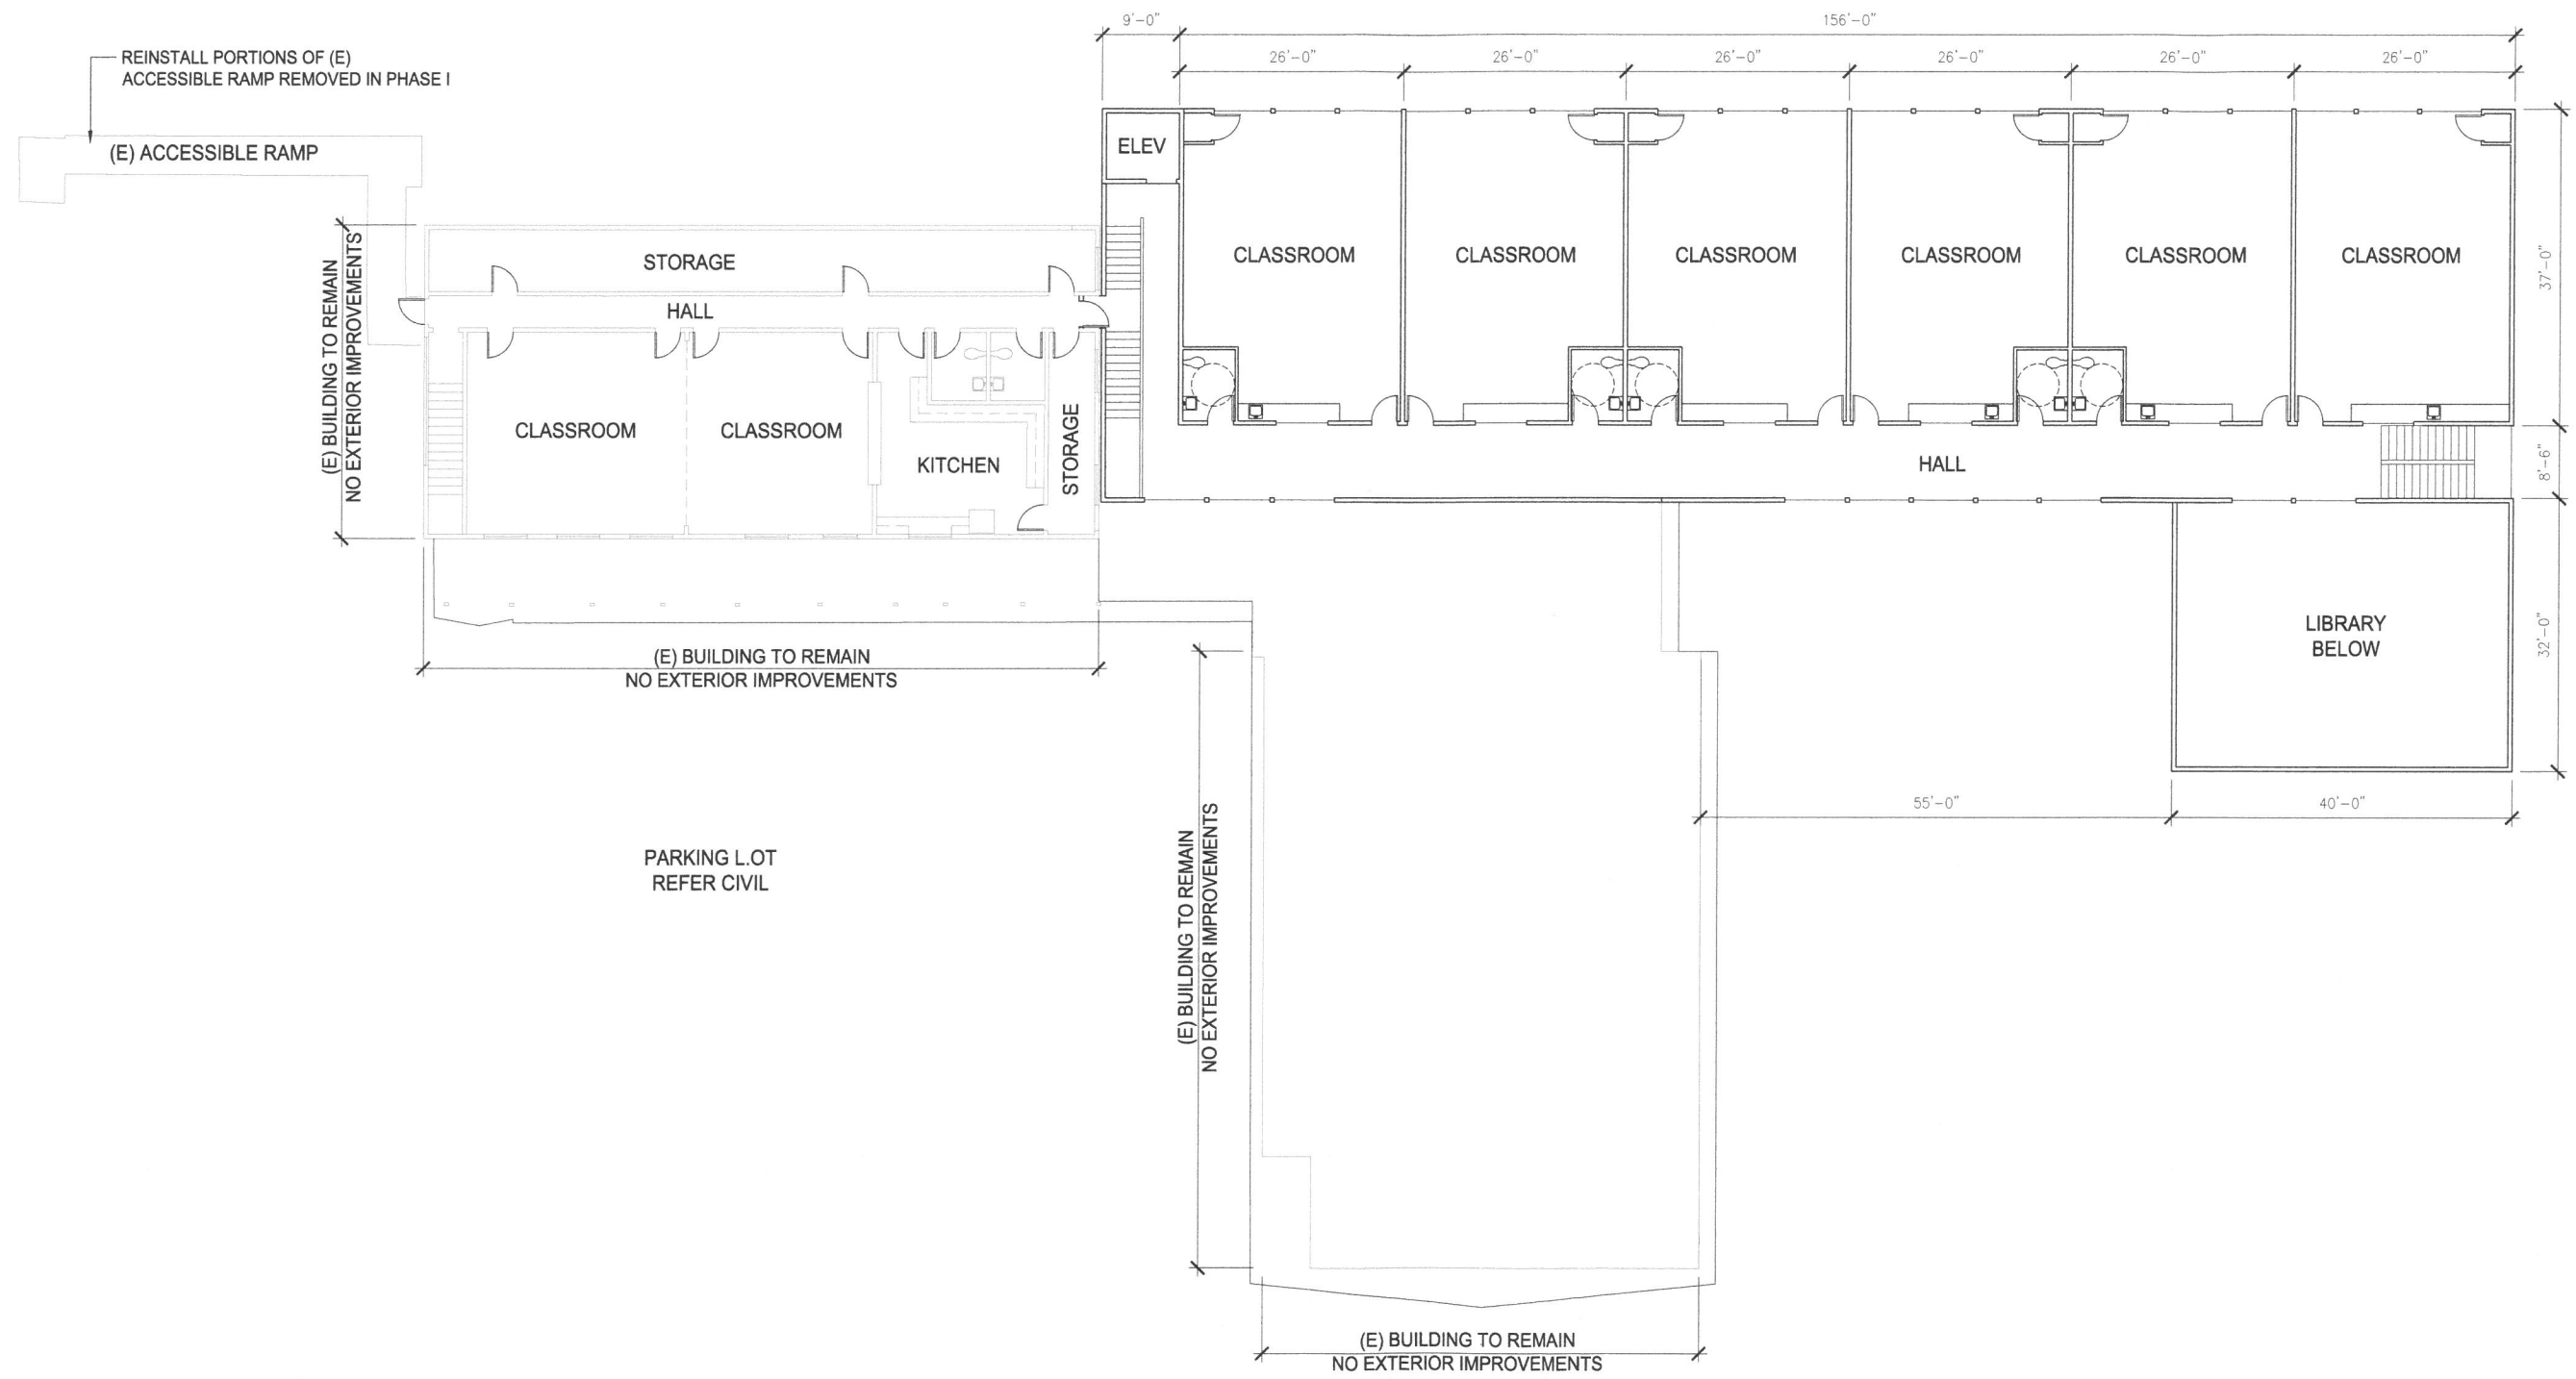 9'-0"
156'-0"
26'-0"
26'-0"
26'-0"
26'-0"
26'-0"
26'-0"
REINSTALL PORTIONS OF (E)
ACCESSIBLE RAMP REMOVED IN PHASE I
(E) ACCESSIBLE RAMP
ELEV
CLASSROOM
CLASSROOM
CLASSROOM
CLASSROOM
CLASSROOM
CLASSROOM
37'-0"
STORAGE
HALL
(E) BUILDING TO REMAIN
NO EXTERIOR IMPROVEMENTS
CLASSROOM
CLASSROOM
KITCHEN
STORAGE
HALL
8'-6"
LIBRARY
BELOW
32'-0"
(E) BUILDING TO REMAIN
NO EXTERIOR IMPROVEMENTS
55'-0"
40'-0"
PARKING L.OT
REFER CIVIL
(E) BUILDING TO REMAIN
NO EXTERIOR IMPROVEMENTS
(E) BUILDING TO REMAIN
NO EXTERIOR IMPROVEMENTS